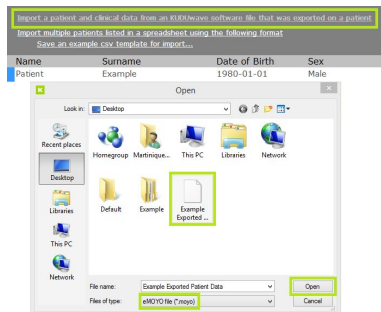 Import a patient and clinical data from an KUDUwave software file that was exported on a patient
Import multiple patients listed in a spreadsheet using the following format
Save an example csv template for import...
Name Surname Date of Birth Sex
Patient Example 1980-01-01 Male
Open
Look in: Desktop
Recent places
Desktop
Libraries
This PC
Network
Homegroup Martinique... This PC Libraries Network
Default Example Example Exported ...
File name: Example Exported Patient Data Open
Files of type: eMOYO file (*.moyo) Cancel